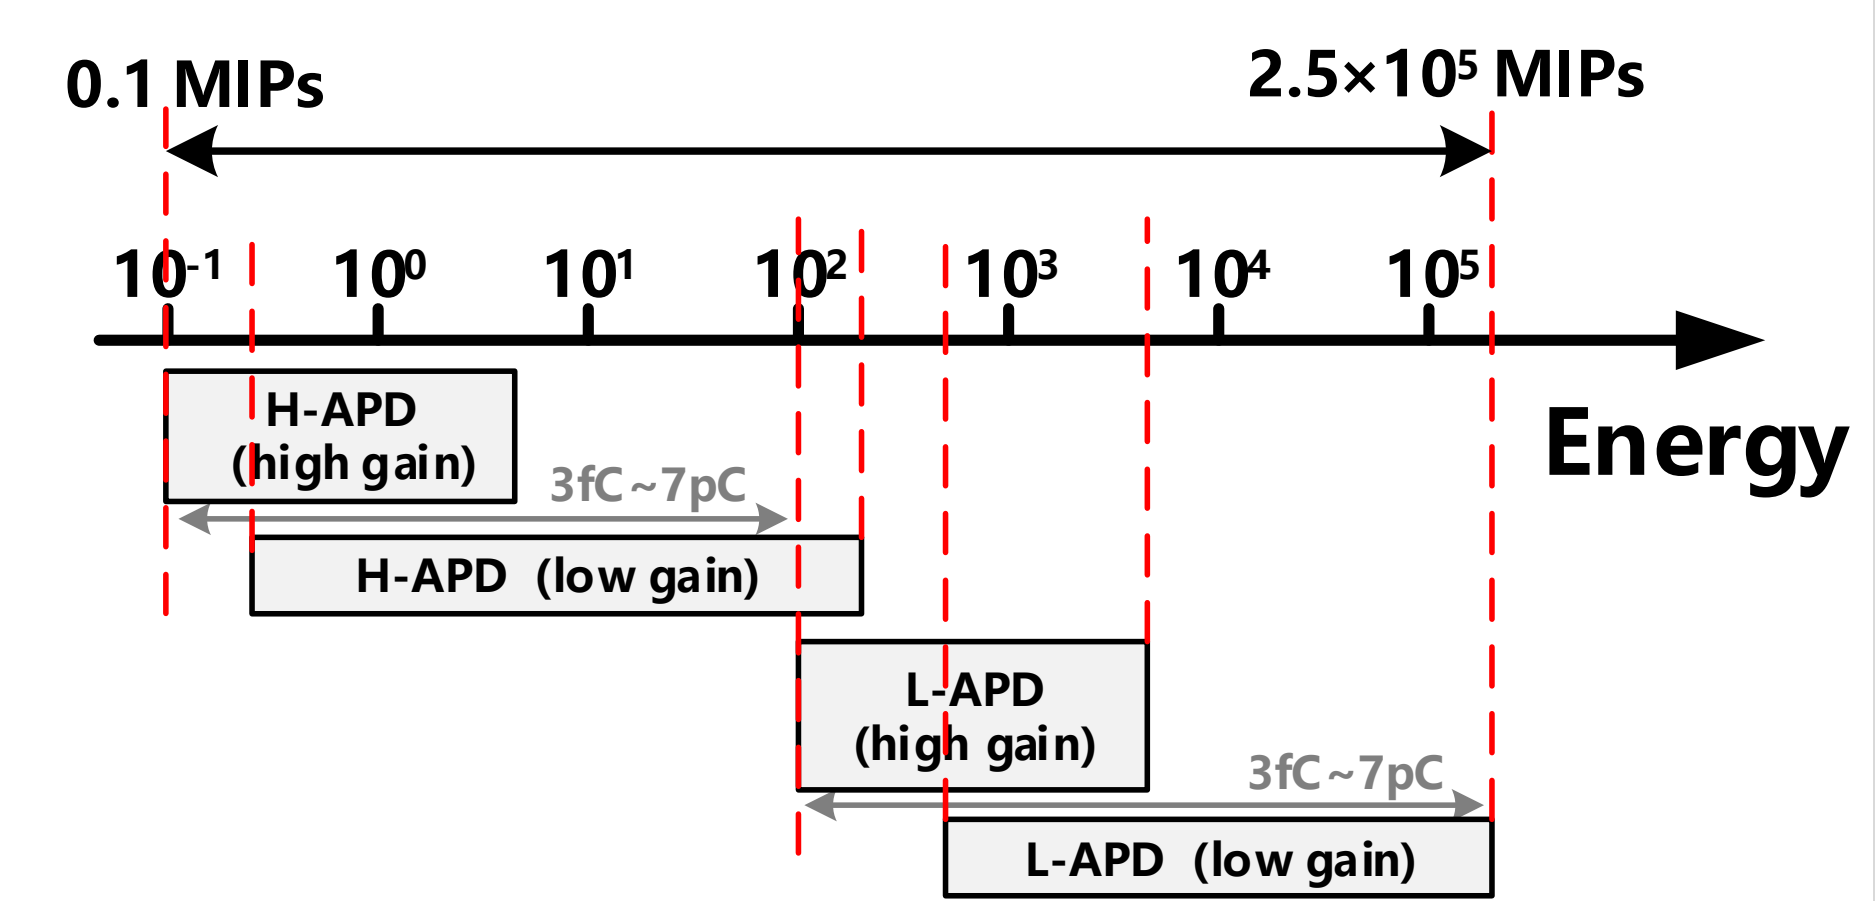 0.1 MIPs
2.5×10⁵ MIPs
10⁻¹ 10⁰ 10¹ 10² 10³ 10⁴ 10⁵
Energy
H-APD
(high gain)
3fC~7pC
H-APD (low gain)
L-APD
(high gain)
3fC~7pC
L-APD (low gain)